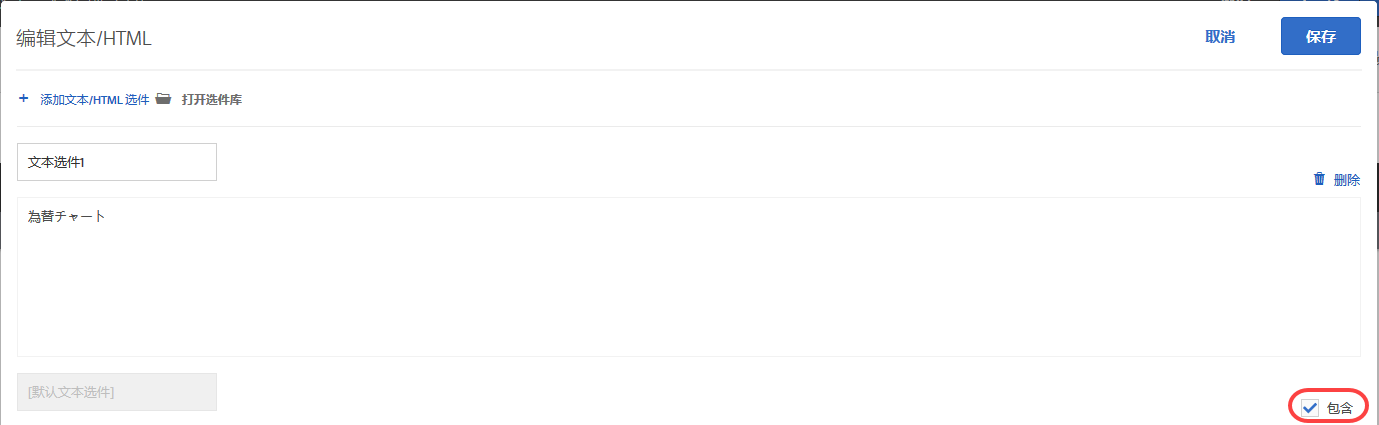 编辑文本/HTML
取消
保存
+ 添加文本/HTML 选件 打开选件库
文本选件1
删除
為替チャート
[默认文本选件]
包含